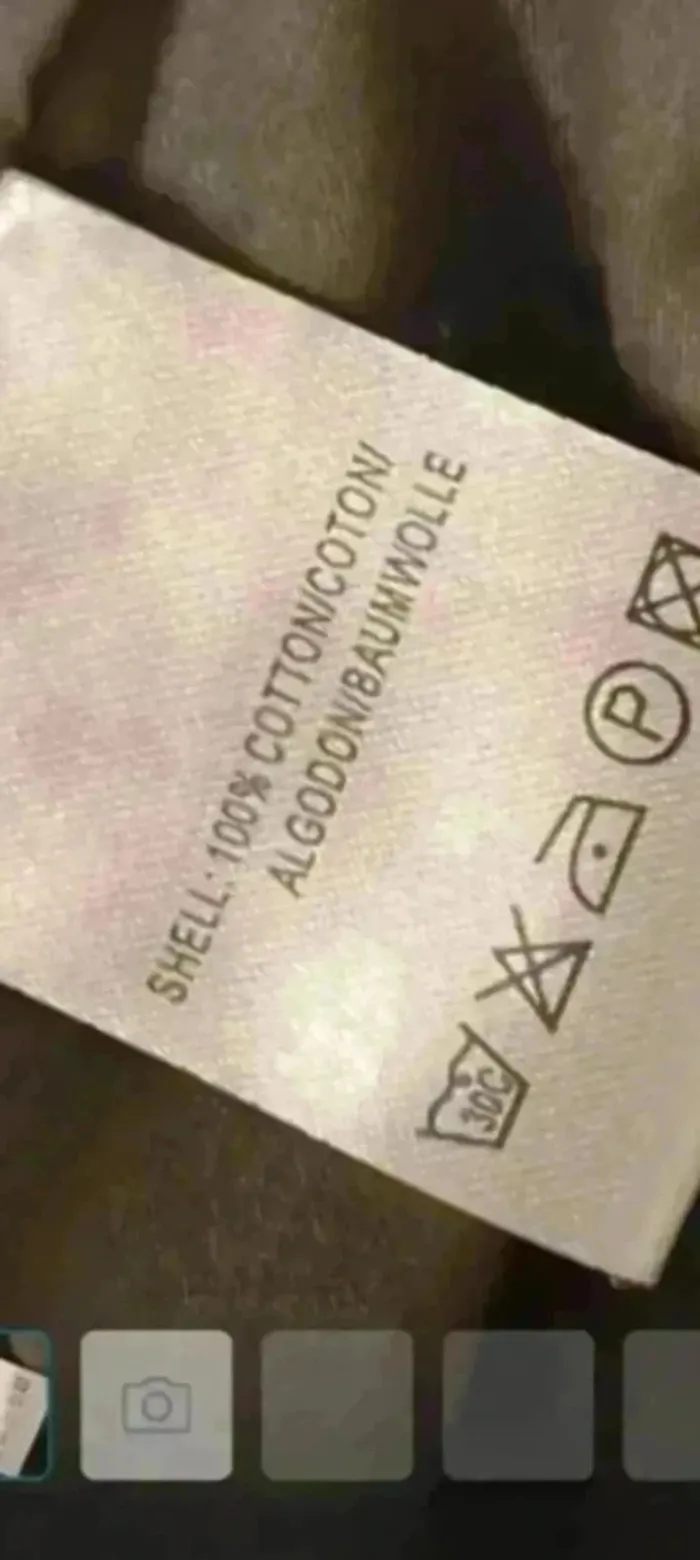 SHELL: 100% COTTON/COTON/
ALGODON/BAUMWOLLE
30C
P